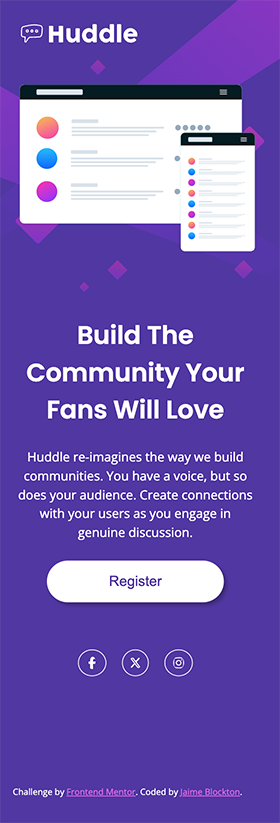 Huddle
Build The
Community Your
Fans Will Love
Huddle re-imagines the way we build
communities. You have a voice, but so
does your audience. Create connections
with your users as you engage in
genuine discussion.
Register
Challenge by Frontend Mentor. Coded by Jaime Blockton.